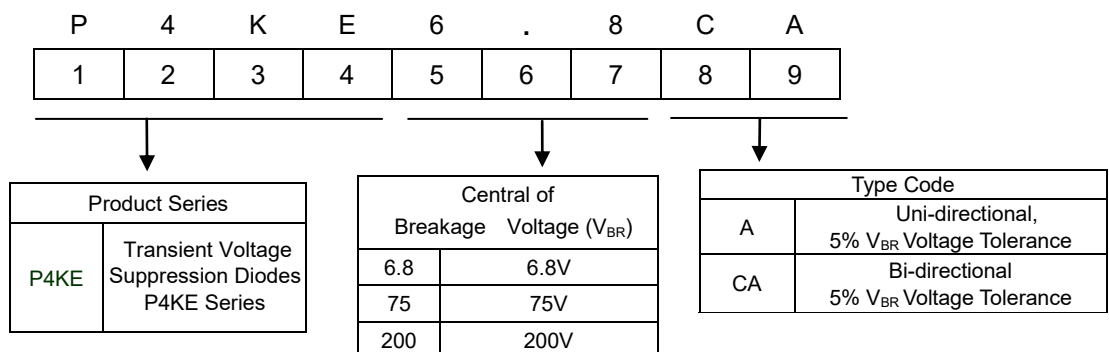 P 4 K E 6 . 8 C A
1 2 3 4 5 6 7 8 9
Product Series
P4KE
Transient Voltage
Suppression Diodes
P4KE Series
Central of
Breakage Voltage (VBR)
6.8 6.8V
75 75V
200 200V
Type Code
A
Uni-directional,
5% VBR Voltage Tolerance
CA
Bi-directional
5% VBR Voltage Tolerance